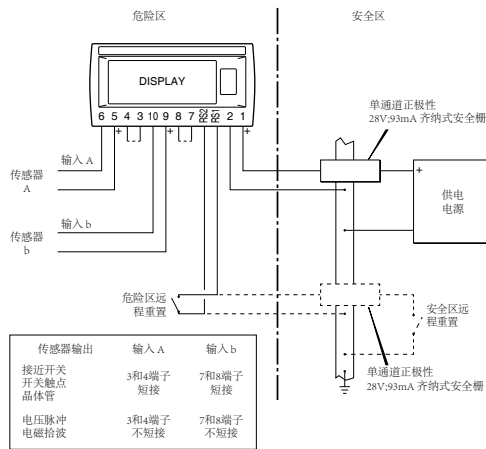 危险区
安全区
DISPLAY
6 5 4 3 10 9 8 7 RS2 RS1 2 1
+ + +
单通道正极性
28V;93mA 齐纳式安全栅
输入 A
传感器
A
+
供电
电源
输入 b
传感器
b
危险区远
程重置
安全区远
程重置
单通道正极性
28V;93mA 齐纳式安全栅
传感器输出 输入 A 输入 b
接近开关
开关触点
晶体管
3和4端子
短接
7和8端子
短接
电压脉冲
电磁拾波
3和4端子
不短接
7和8端子
不短接